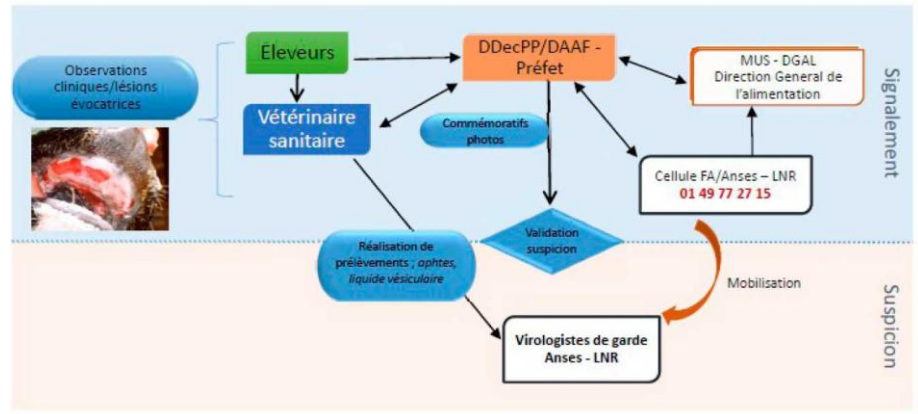 Observations
cliniques/lésions
évocatrices
Eleveurs
Vétérinaire
sanitaire
DDecPP/DAAF -
Préfet
Commémoratifs
photos
MUS - DGAL
Direction General de
l'alimentation
Cellule FA/Anses – LNR
01 49 77 27 15
Signalement
Réalisation de
prélèvements ; aphtes,
liquide vésiculaire
Validation
suspicion
Mobilisation
Virologistes de garde
Anses - LNR
Suspicion